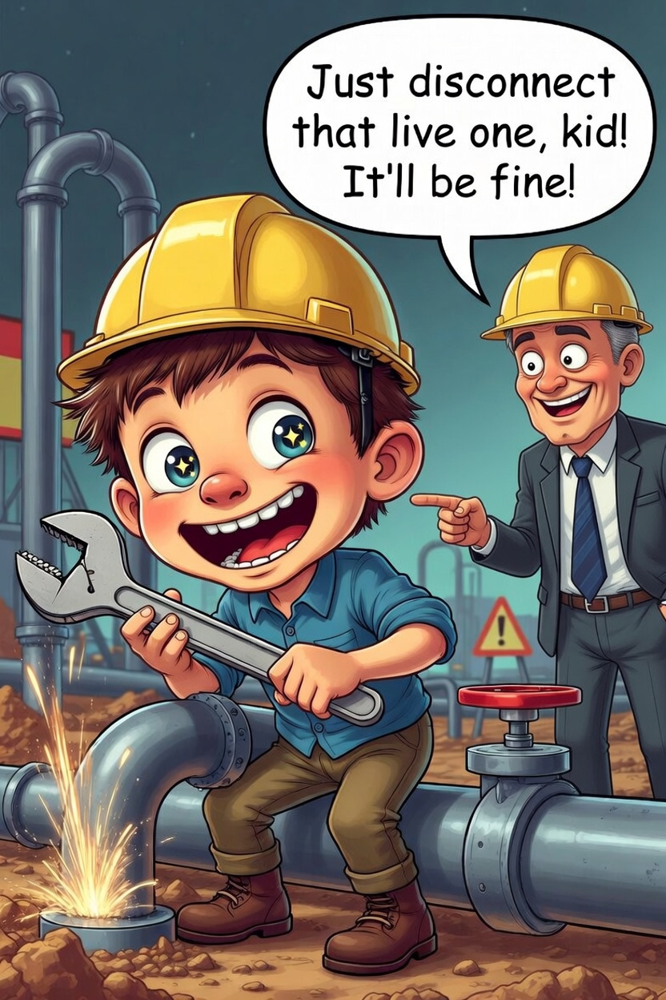 Just disconnect
that live one, kid!
It'll be fine!